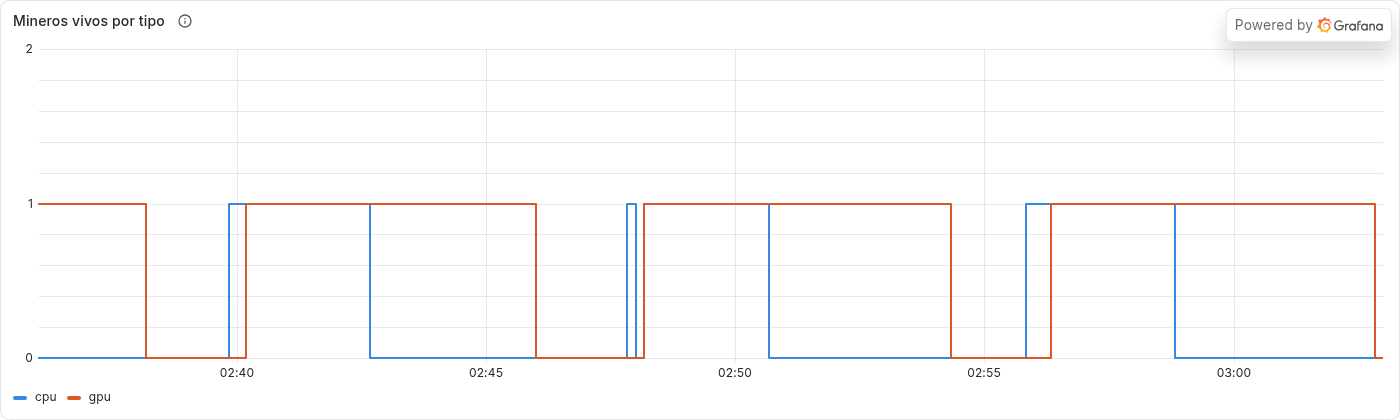 Mineros vivos por tipo
Powered by Grafana
2
1
0
02:40 02:45 02:50 02:55 03:00
cpu gpu